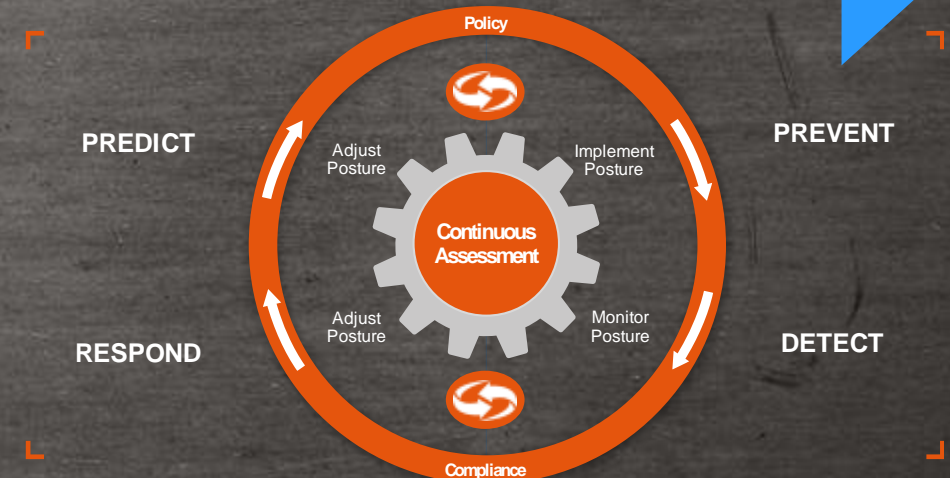 Policy
PREDICT
PREVENT
Adjust
Posture
Implement
Posture
Continuous
Assessment
Adjust
Posture
Monitor
Posture
RESPOND
DETECT
Compliance